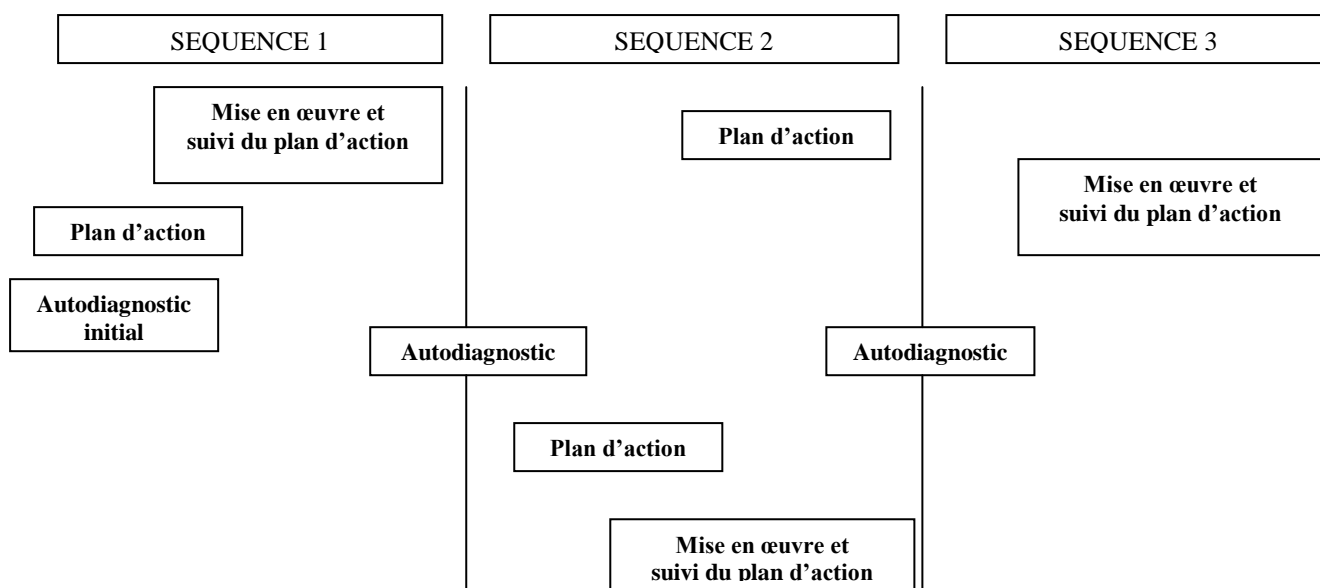 SEQUENCE 1
SEQUENCE 2
SEQUENCE 3
Mise en œuvre et
suivi du plan d’action
Plan d’action
Mise en œuvre et
suivi du plan d’action
Plan d’action
Autodiagnostic
initial
Autodiagnostic
Autodiagnostic
Plan d’action
Mise en œuvre et
suivi du plan d’action